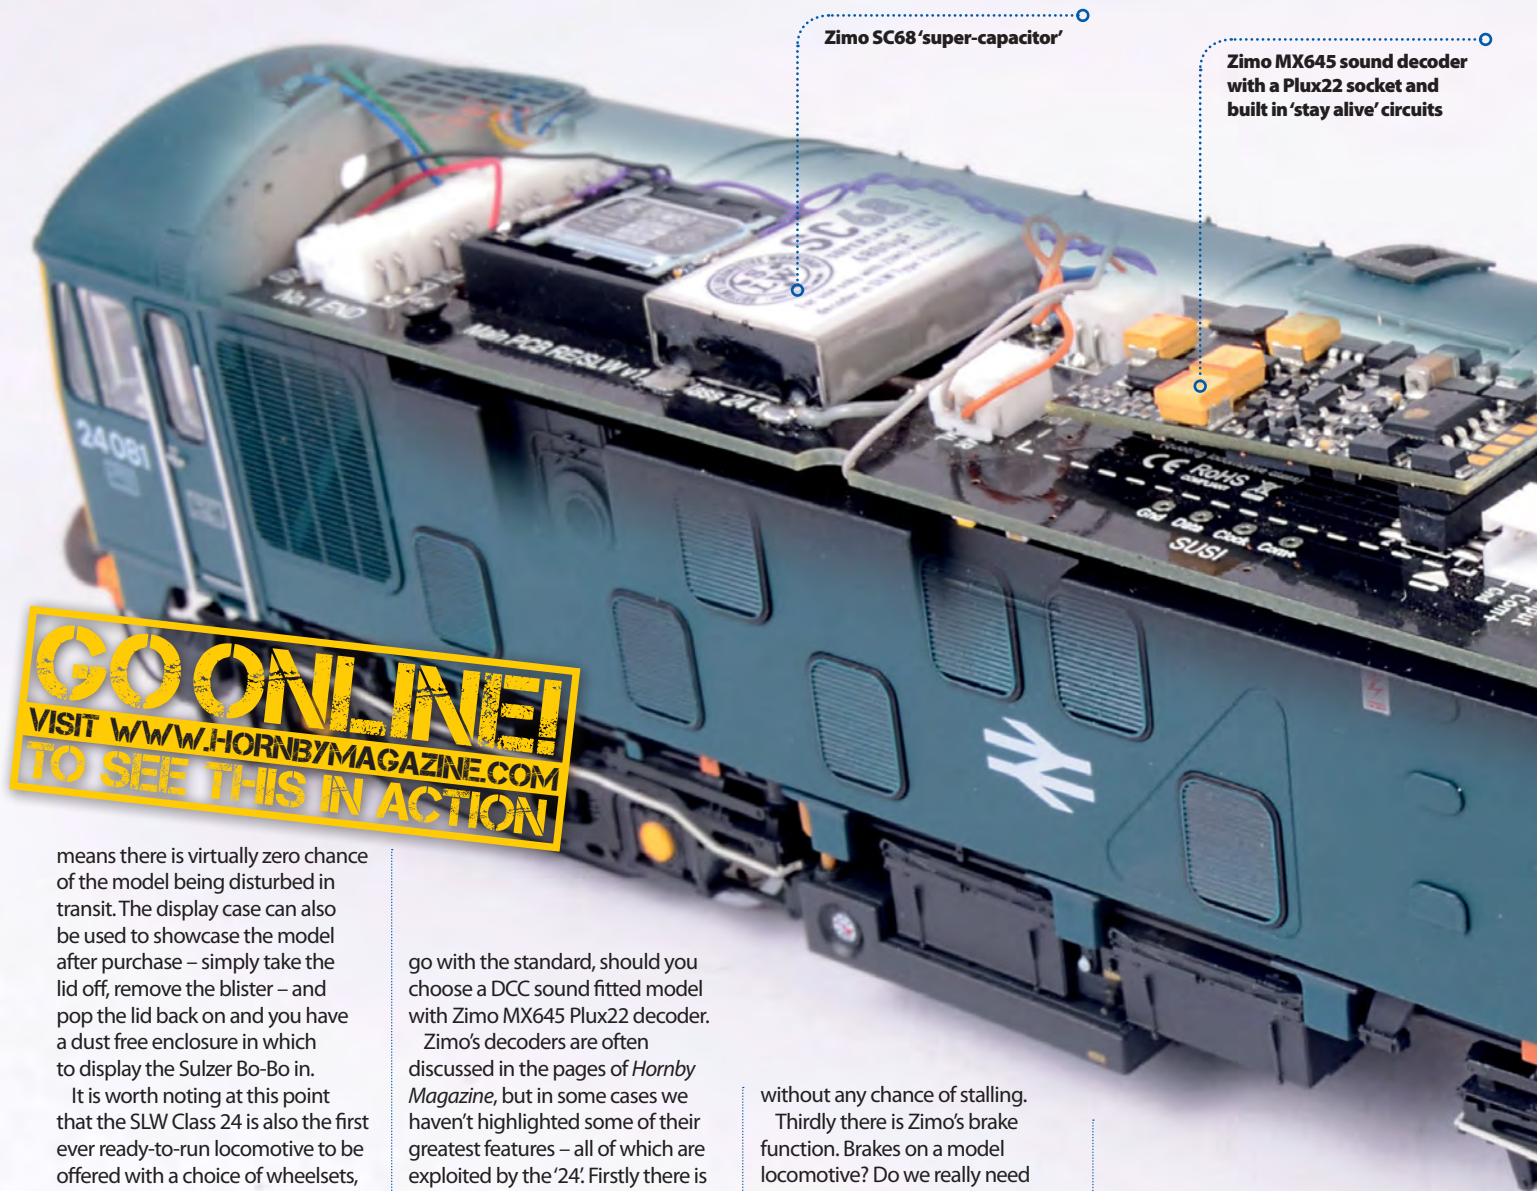 Zimo SC68 ‘super-capacitor’
Zimo MX645 sound decoder
with a Plux22 socket and
built in ‘stay alive’ circuits
SC68
No. 1 END
Main PCB
24081
CE RoHS
Gnd Data Clock Com+
SUSI
GO ONLINE!
VISIT WWW.HORNBYMAGAZINE.COM
TO SEE THIS IN ACTION
means there is virtually zero chance
of the model being disturbed in
transit. The display case can also
be used to showcase the model
after purchase – simply take the
lid off, remove the blister – and
pop the lid back on and you have
a dust free enclosure in which
to display the Sulzer Bo-Bo in.
It is worth noting at this point
that the SLW Class 24 is also the first
ever ready-to-run locomotive to be
offered with a choice of wheelsets,
go with the standard, should you
choose a DCC sound fitted model
with Zimo MX645 Plux22 decoder.
Zimo’s decoders are often
discussed in the pages of Hornby
Magazine, but in some cases we
haven’t highlighted some of their
greatest features – all of which are
exploited by the ‘24’. Firstly there is
without any chance of stalling.
Thirdly there is Zimo’s brake
function. Brakes on a model
locomotive? Do we really need